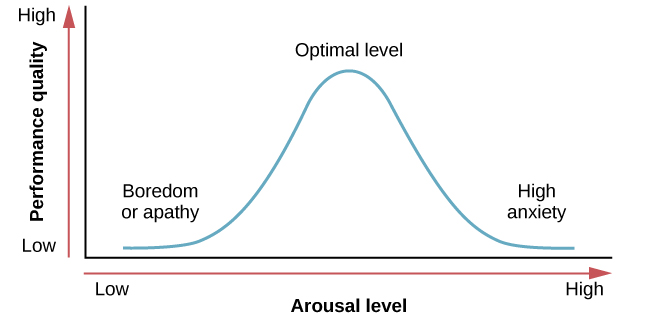 High
Optimal level
Performance quality
Boredom
or apathy
High
anxiety
Low
Low
High
Arousal level